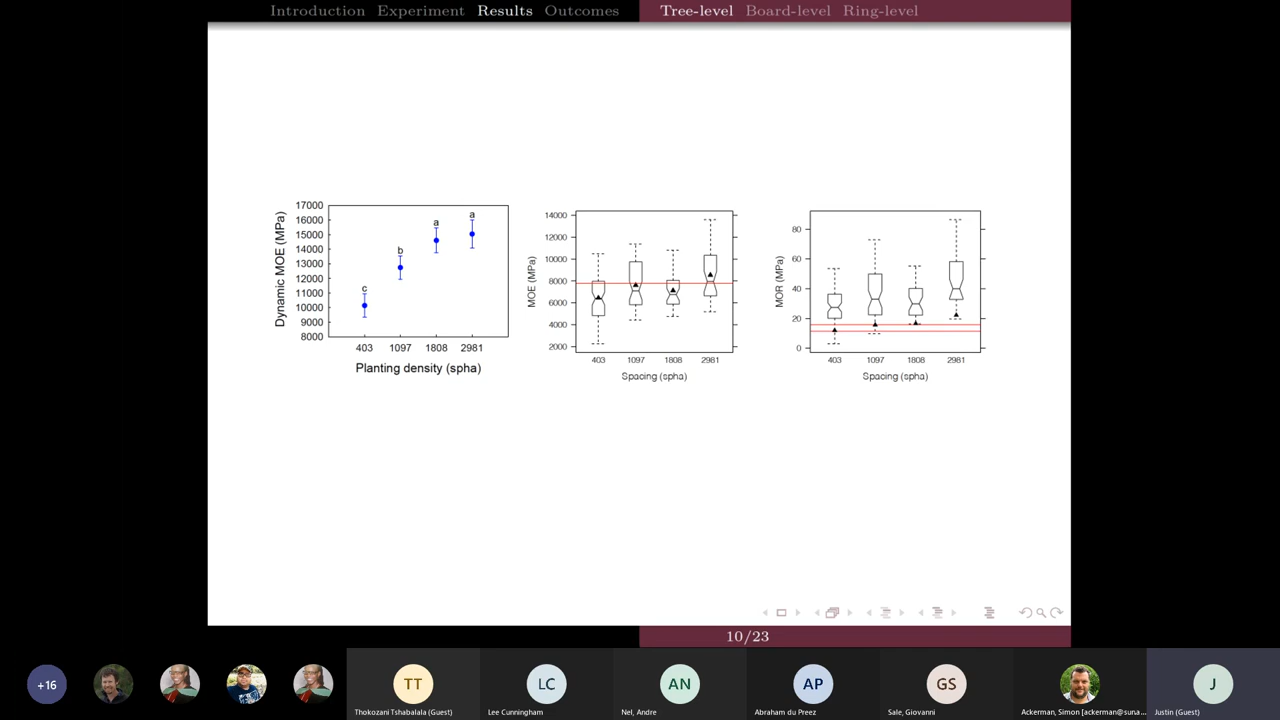 Introduction Experiment Results Outcomes Tree-level Board-level Ring-level
Dynamic MOE (MPa)
17000
16000
15000
14000
13000
12000
11000
10000
9000
8000
c
b
a
a
403 1097 1808 2981
Planting density (spha)
MOE (MPa)
14000
12000
10000
8000
6000
4000
2000
403 1097 1808 2981
Spacing (spha)
MOR (MPa)
80
60
40
20
0
403 1097 1808 2981
Spacing (spha)
10/23
+16
TT
LC
AN
AP
GS
J
Thokozani Tshabalala (Guest)
Lee Cunningham
Nel, Andre
Abraham du Preez
Sale, Giovanni
Ackerman, Simon [ackerman@suna ...
Justin (Guest)